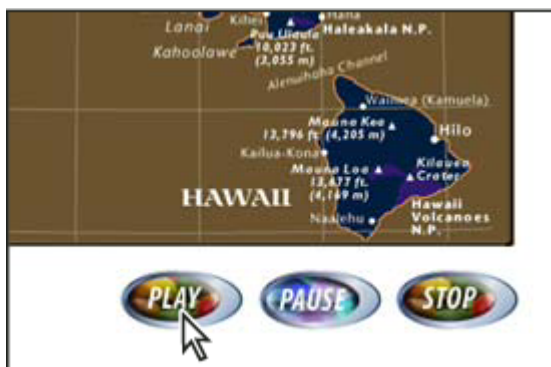 Lanai
Kihei
Hana
Puu Ulaula
Haleakala N.P.
10,023 ft.
(3,055 m)
Kahoolawe
Alenuihaha Channel
Waimea (Kamuela)
Mauna Kea
13,796 ft. (4,205 m)
Hilo
Kailua-Kona
Mauna Loa
13,677 ft.
(4,169 m)
Kilauea
Crater
HAWAII
Hawaii
Volcanoes
N.P.
Naalehu
PLAY
PAUSE
STOP